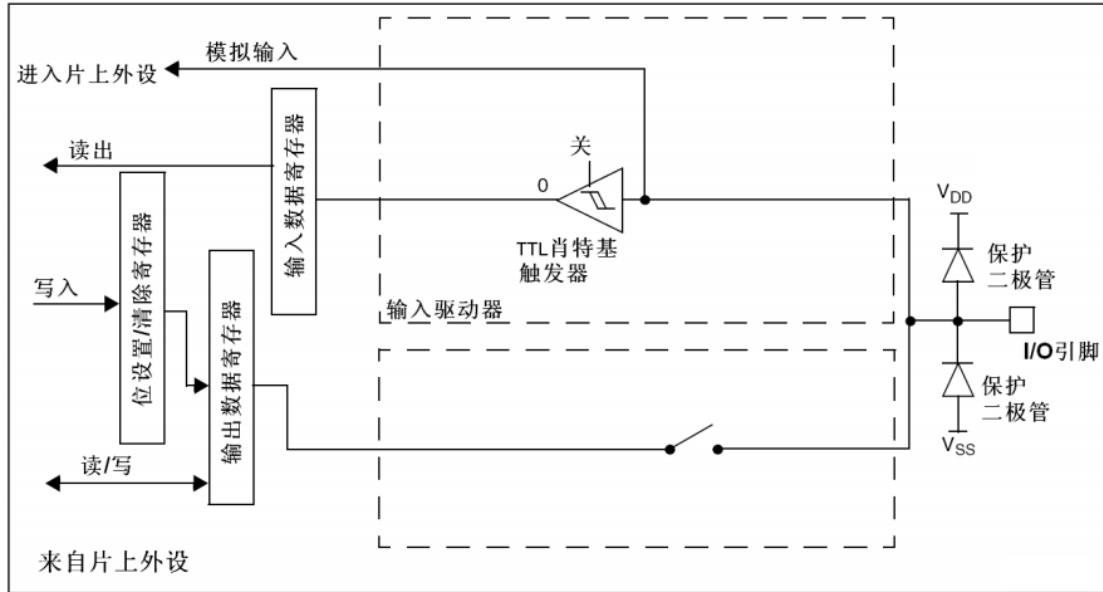 模拟输入
进入片上外设
读出
输入数据寄存器
关
0
TTL肖特基
触发器
输入驱动器
V_DD
保护
二极管
I/O引脚
保护
二极管
V_SS
写入
位设置/清除寄存器
输出数据寄存器
读/写
来自片上外设